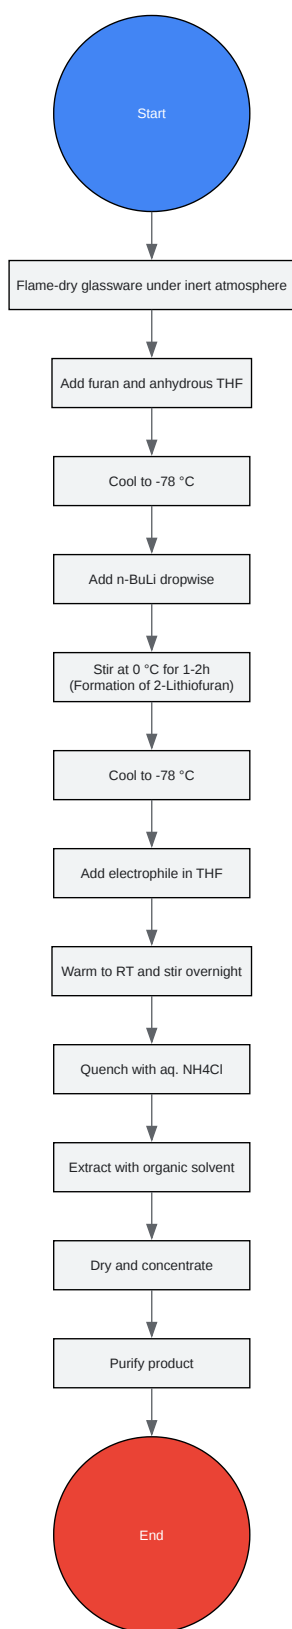 Start
Flame-dry glassware under inert atmosphere
Add furan and anhydrous THF
Cool to -78 °C
Add n-BuLi dropwise
Stir at 0 °C for 1-2h
(Formation of 2-Lithiofuran)
Cool to -78 °C
Add electrophile in THF
Warm to RT and stir overnight
Quench with aq. NH4Cl
Extract with organic solvent
Dry and concentrate
Purify product
End